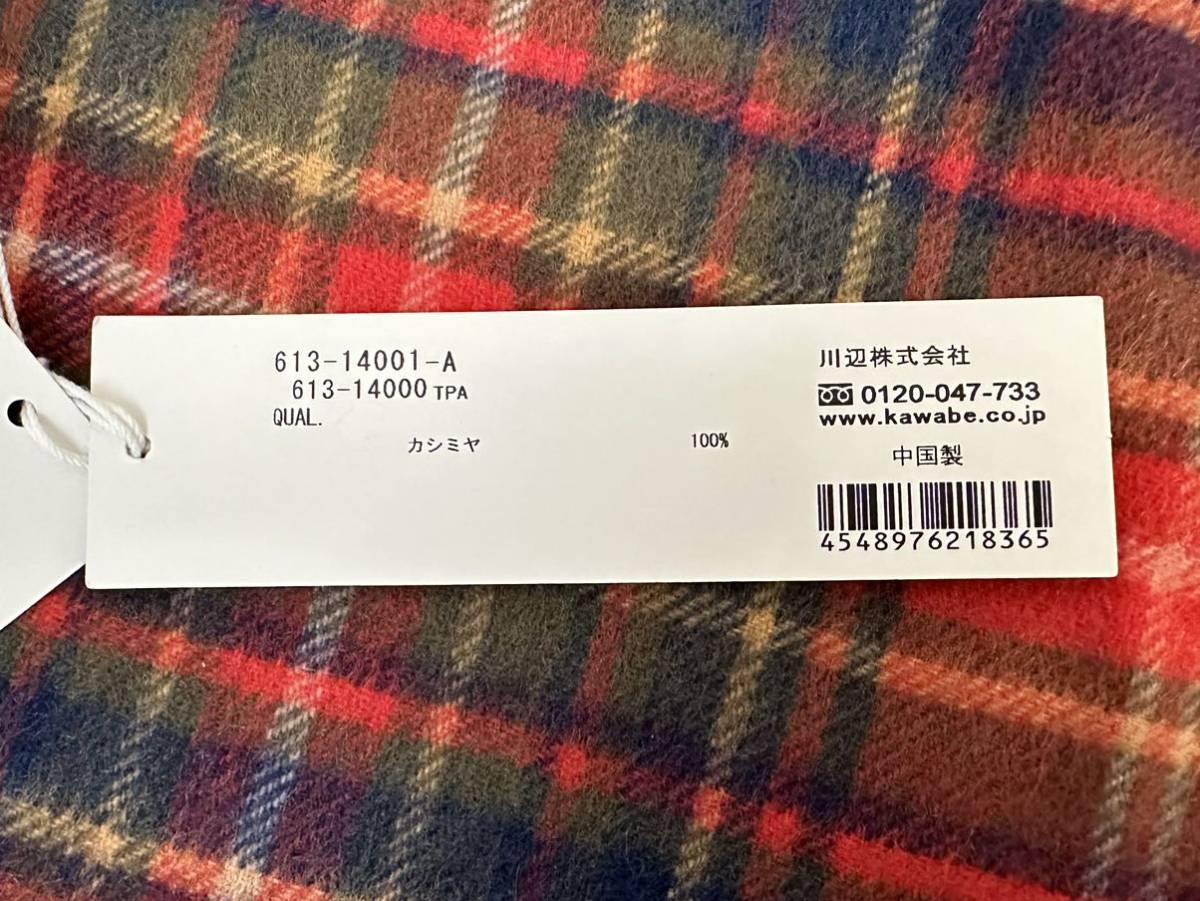 613-14001-A
613-14000 TPA
QUAL.
カシミヤ 100%
川辺株式会社
0120-047-733
www.kawabe.co.jp
中国製
4548976218365